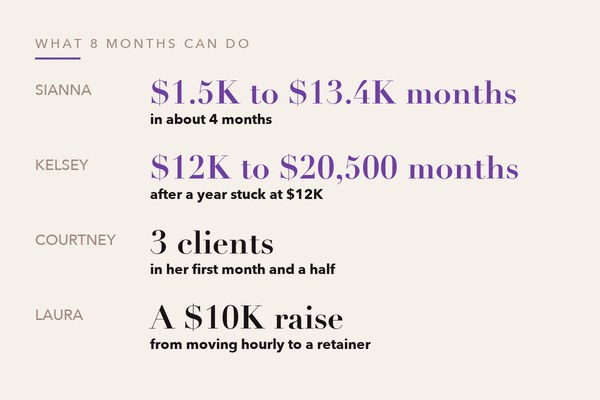 WHAT 8 MONTHS CAN DO
SIANNA
$1.5K to $13.4K months
in about 4 months
KELSEY
$12K to $20,500 months
after a year stuck at $12K
COURTNEY
3 clients
in her first month and a half
LAURA
A $10K raise
from moving hourly to a retainer